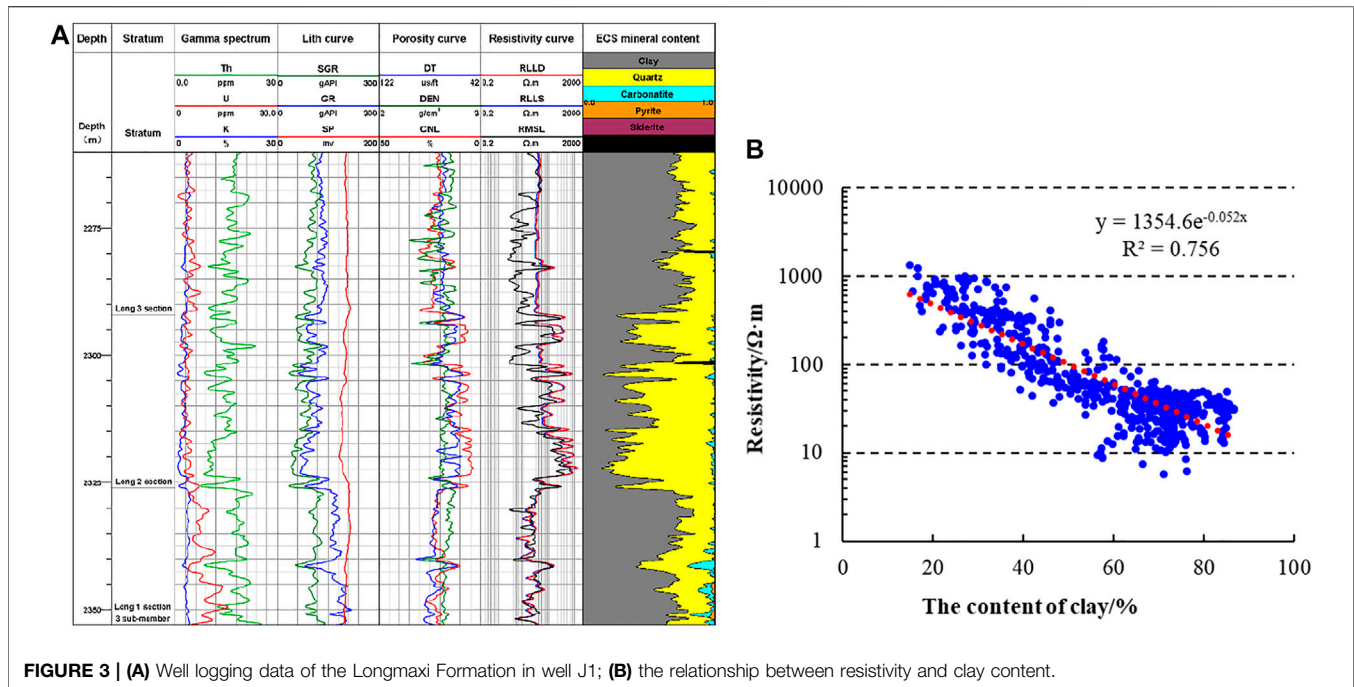 A
Depth Stratum Gamma spectrum Lith curve Porosity curve Resistivity curve ECS mineral content
Depth
(m)
Stratum
Th
0.0 ppm 30
U
0.0 ppm 30.0
K
0 % 30
SGR
0 gAPI 300
GR
0 gAPI 300
SP
0 mv 200
DT
122 us/ft 42
DEN
2 g/cm³ 3
CNL
50 % 0
RLLD
0.2 Ω.m 2000
RLLS
0.2 Ω.m 2000
RMSL
0.2 Ω.m 2000
Clay
Quartz
Carbonatite
0.0 1.0
Pyrite
Siderite
2275
Long 3 section
2300
2325
Long 2 section
2350
Long 1 section
3 sub-member
B
10000
1000
100
10
1
y = 1354.6e^-0.052x
R² = 0.756
Resistivity/Ω·m
0 20 40 60 80 100
The content of clay/%
FIGURE 3 | (A) Well logging data of the Longmaxi Formation in well J1; (B) the relationship between resistivity and clay content.